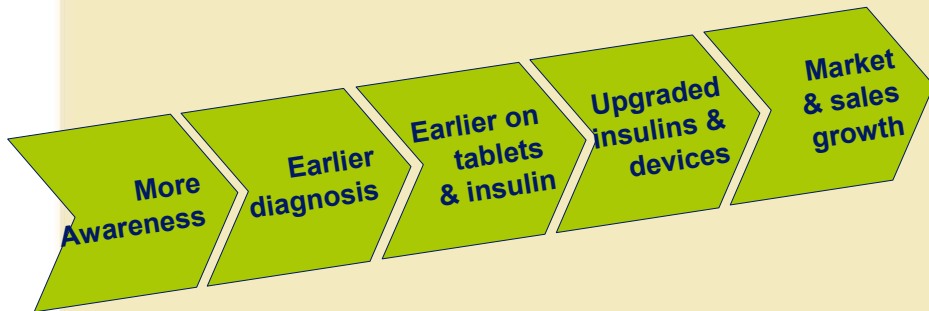 More
Awareness
Earlier
diagnosis
Earlier on
tablets
& insulin
Upgraded
insulins &
devices
Market
& sales
growth